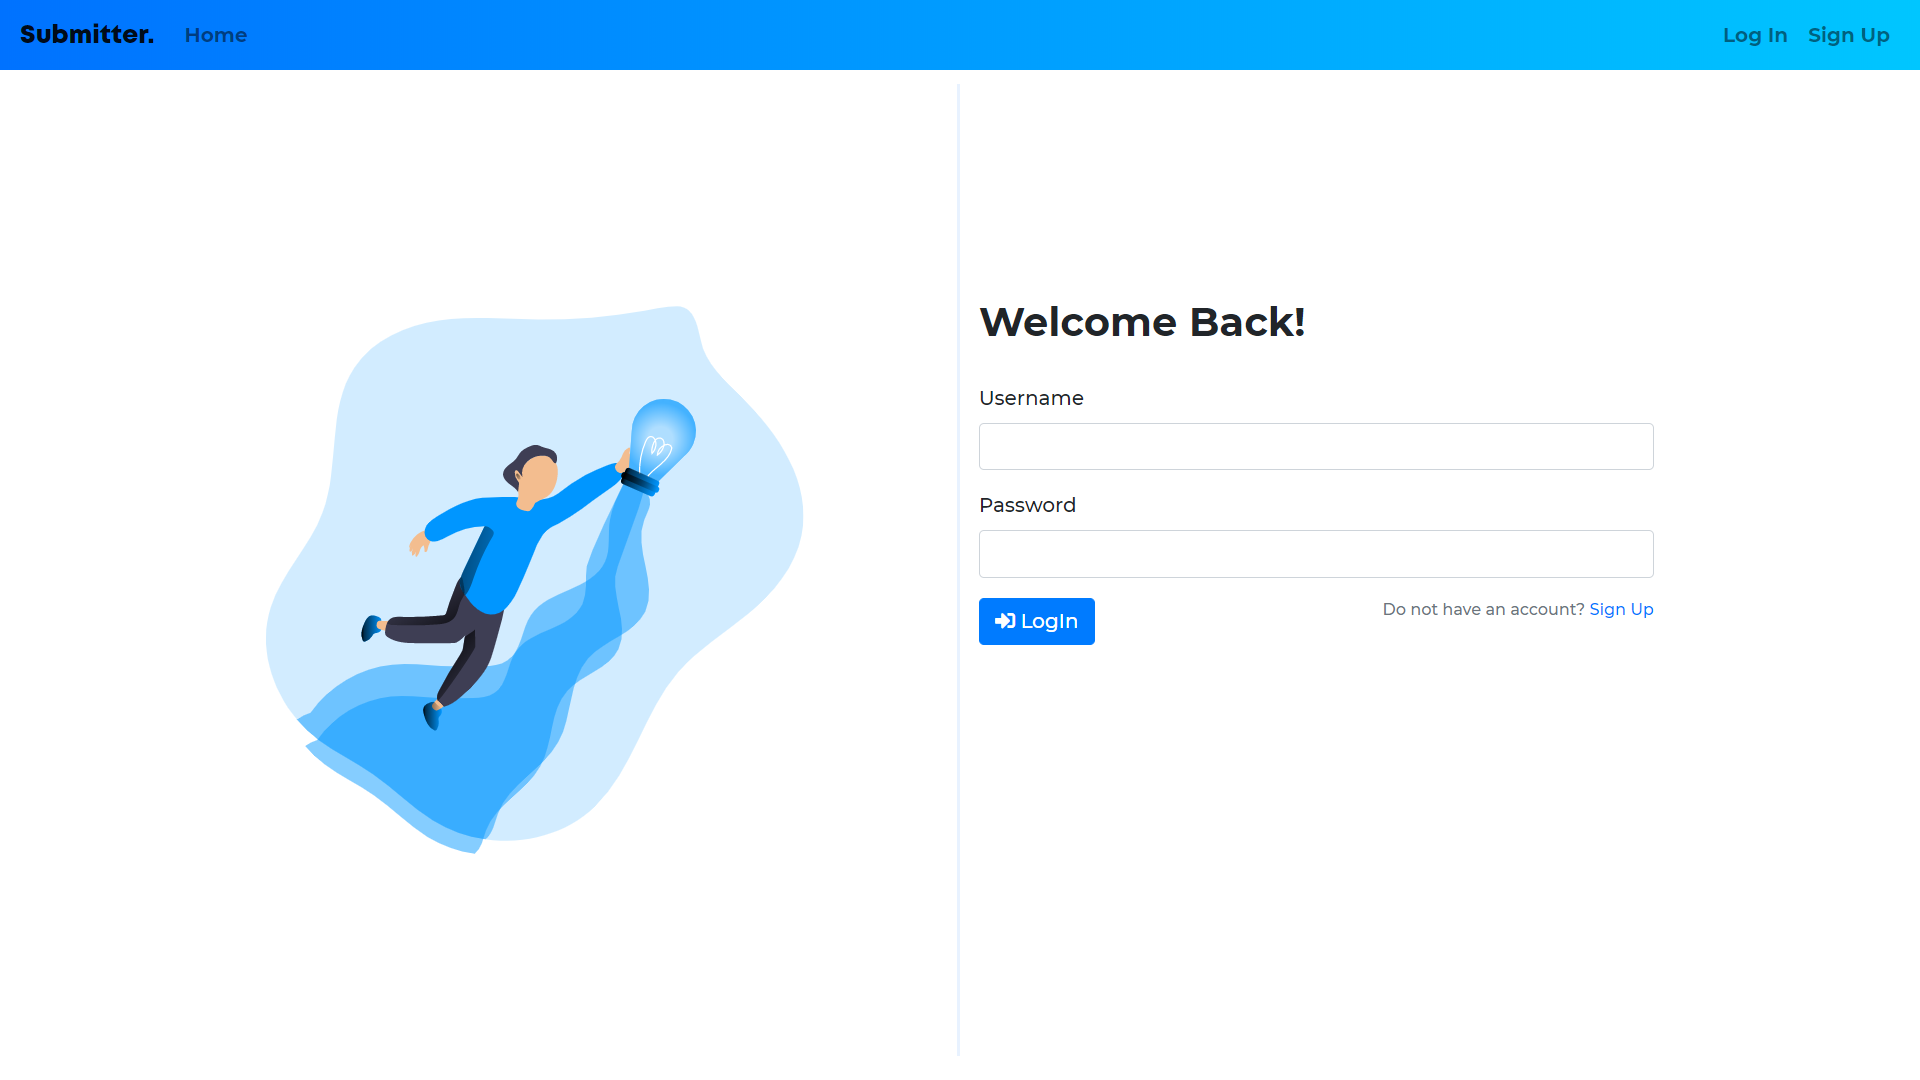 Submitter. Home Log In Sign Up
Welcome Back!
Username
Password
LogIn Do not have an account? Sign Up